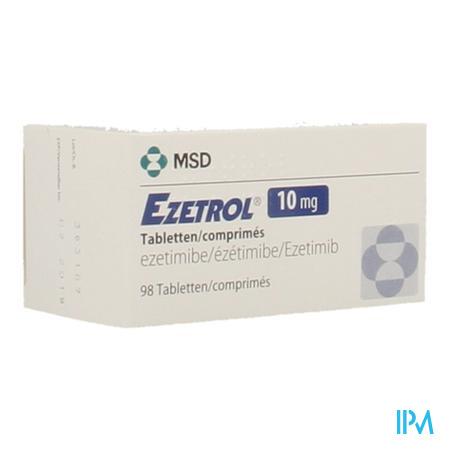 MSD
EZETROL® 10 mg
Tabletten/comprimés
ezetimibe/ézétimibe/Ezetimib
98 Tabletten/comprimés
IPM